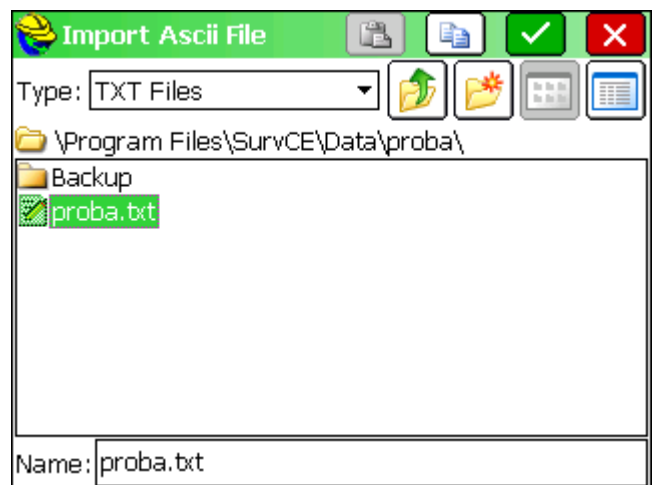 Import Ascii File
Type: TXT Files
\Program Files\SurvCE\Data\proba\
Backup
proba.txt
Name: proba.txt